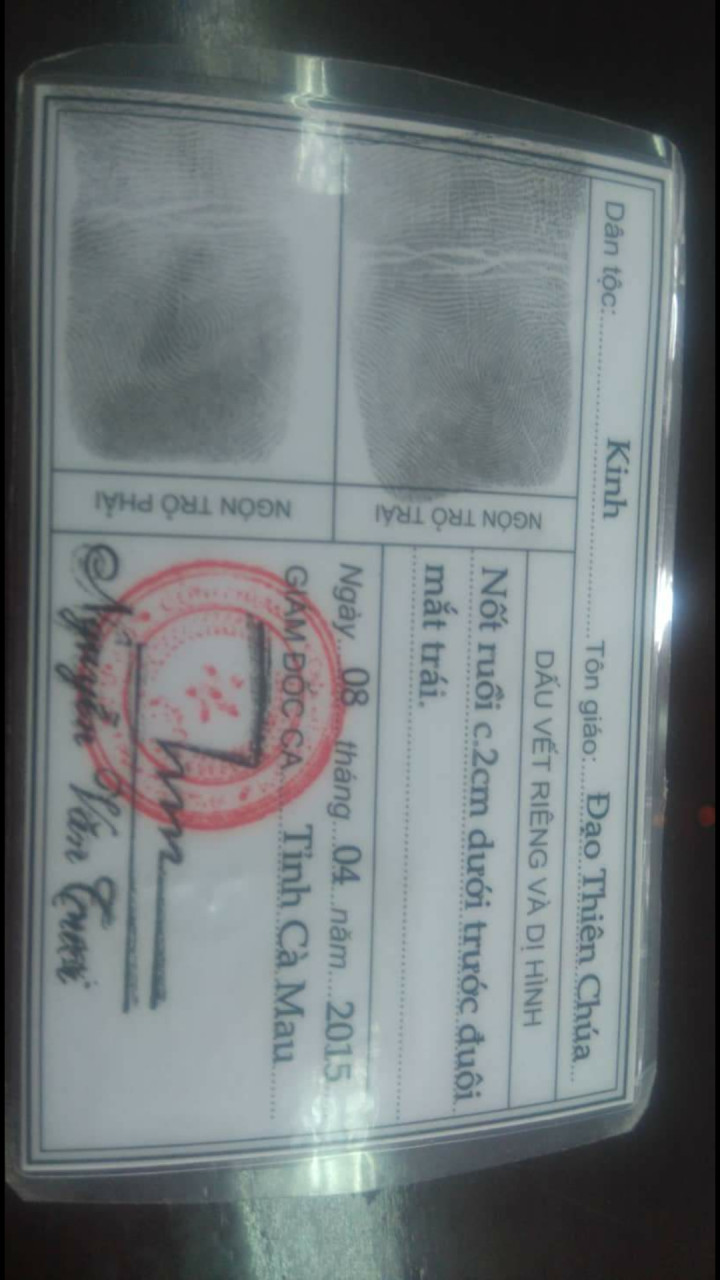 Dân tộc: Kinh Tôn giáo: Đạo Thiên Chúa
NGÓN TRỎ TRÁI
DẤU VẾT RIÊNG VÀ DỊ HÌNH
Nốt ruồi c.2cm dưới trước đuôi
mắt trái.
NGÓN TRỎ PHẢI
Ngày 08 tháng 04 năm 2015
GIÁM ĐỐC CA Tỉnh Cà Mau
Nguyễn Văn